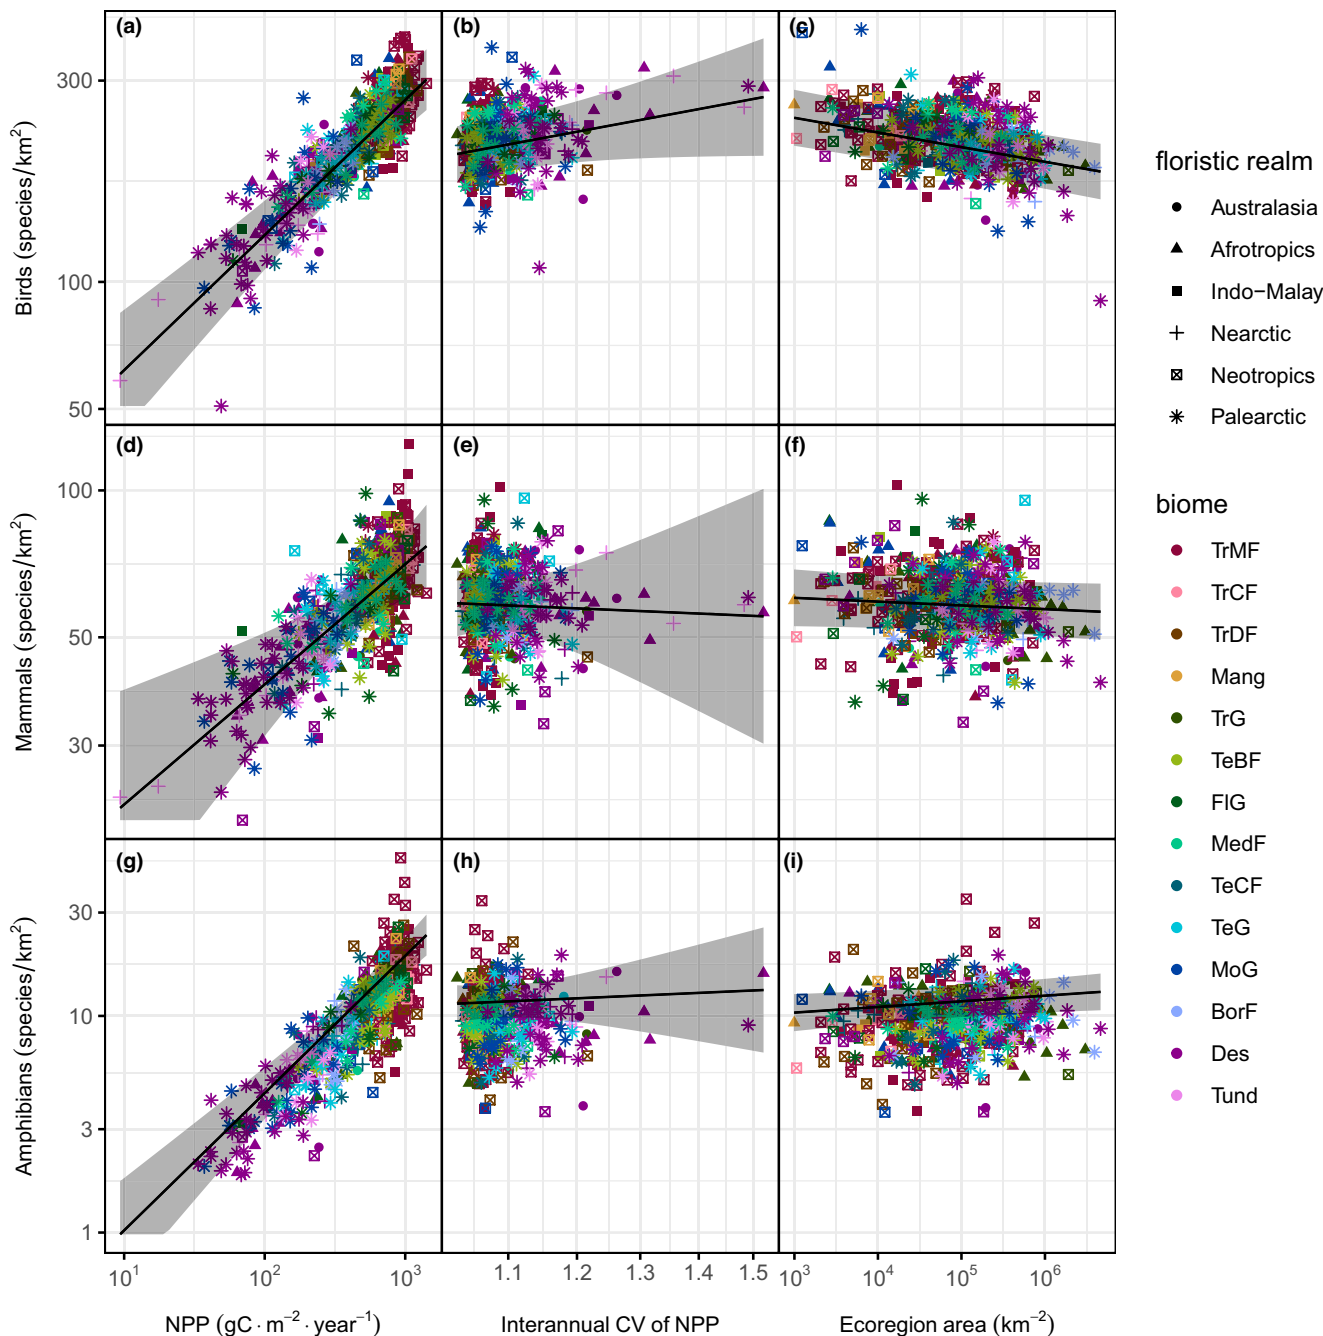 (a)
(b)
(c)
300
100
50
Birds (species/km²)
(d)
(e)
(f)
100
50
30
Mammals (species/km²)
(g)
(h)
(i)
30
10
3
1
Amphibians (species/km²)
10¹ 10² 10³
1.1 1.2 1.3 1.4 1.5
10³ 10⁴ 10⁵ 10⁶
NPP (gC · m⁻² · year⁻¹)
Interannual CV of NPP
Ecoregion area (km⁻²)
floristic realm
Australasia
Afrotropics
Indo−Malay
Nearctic
Neotropics
Palearctic
biome
TrMF
TrCF
TrDF
Mang
TrG
TeBF
FlG
MedF
TeCF
TeG
MoG
BorF
Des
Tund